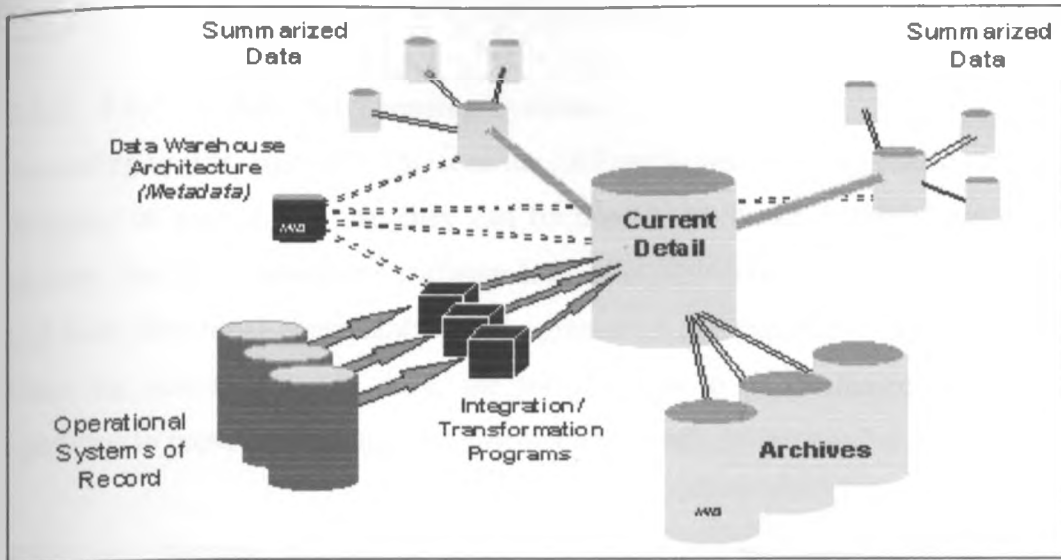 Summarized
Data
Summarized
Data
Data Warehouse
Architecture
(Metadata)
Current
Detail
Operational
Systems of
Record
Integration/
Transformation
Programs
Archives